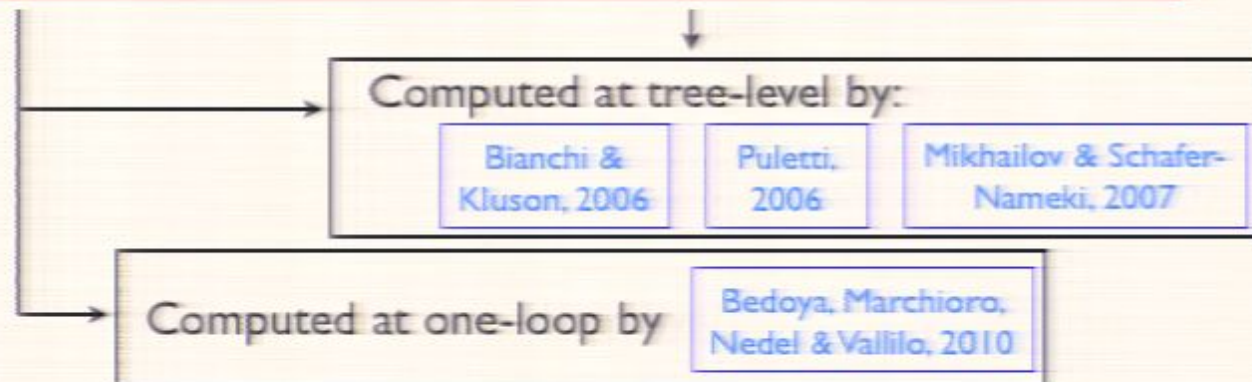 Computed at tree-level by:
Bianchi &
Kluson, 2006
Puletti,
2006
Mikhailov & Schafer-
Nameki, 2007
Computed at one-loop by
Bedoya, Marchioro,
Nedel & Vallilo, 2010